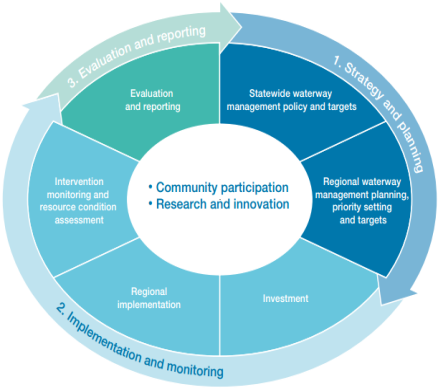 1. Strategy and planning
Statewide waterway
management policy and targets
Regional waterway
management planning,
priority setting
and targets
2. Implementation and monitoring
Investment
Regional
implementation
Intervention
monitoring and
resource condition
assessment
3. Evaluation and reporting
Evaluation
and reporting
• Community participation
• Research and innovation